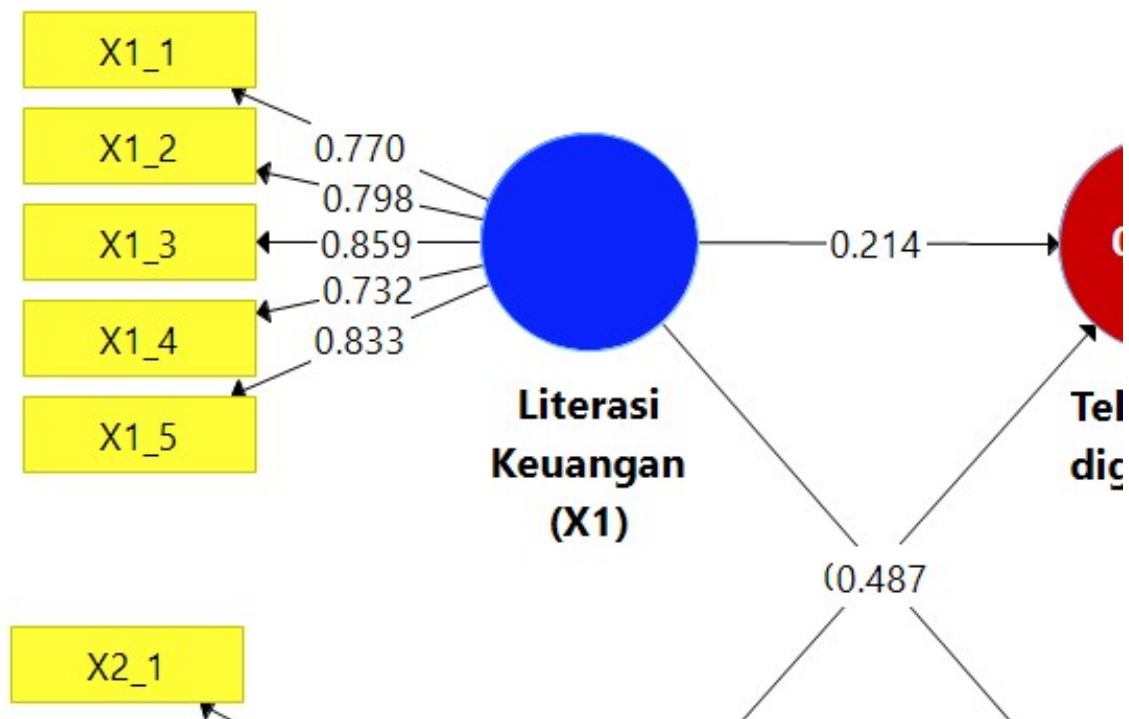 X1_1
X1_2
X1_3
X1_4
X1_5
0.770
0.798
0.859
0.732
0.833
Literasi
Keuangan
(X1)
0.214
0.487
X2_1